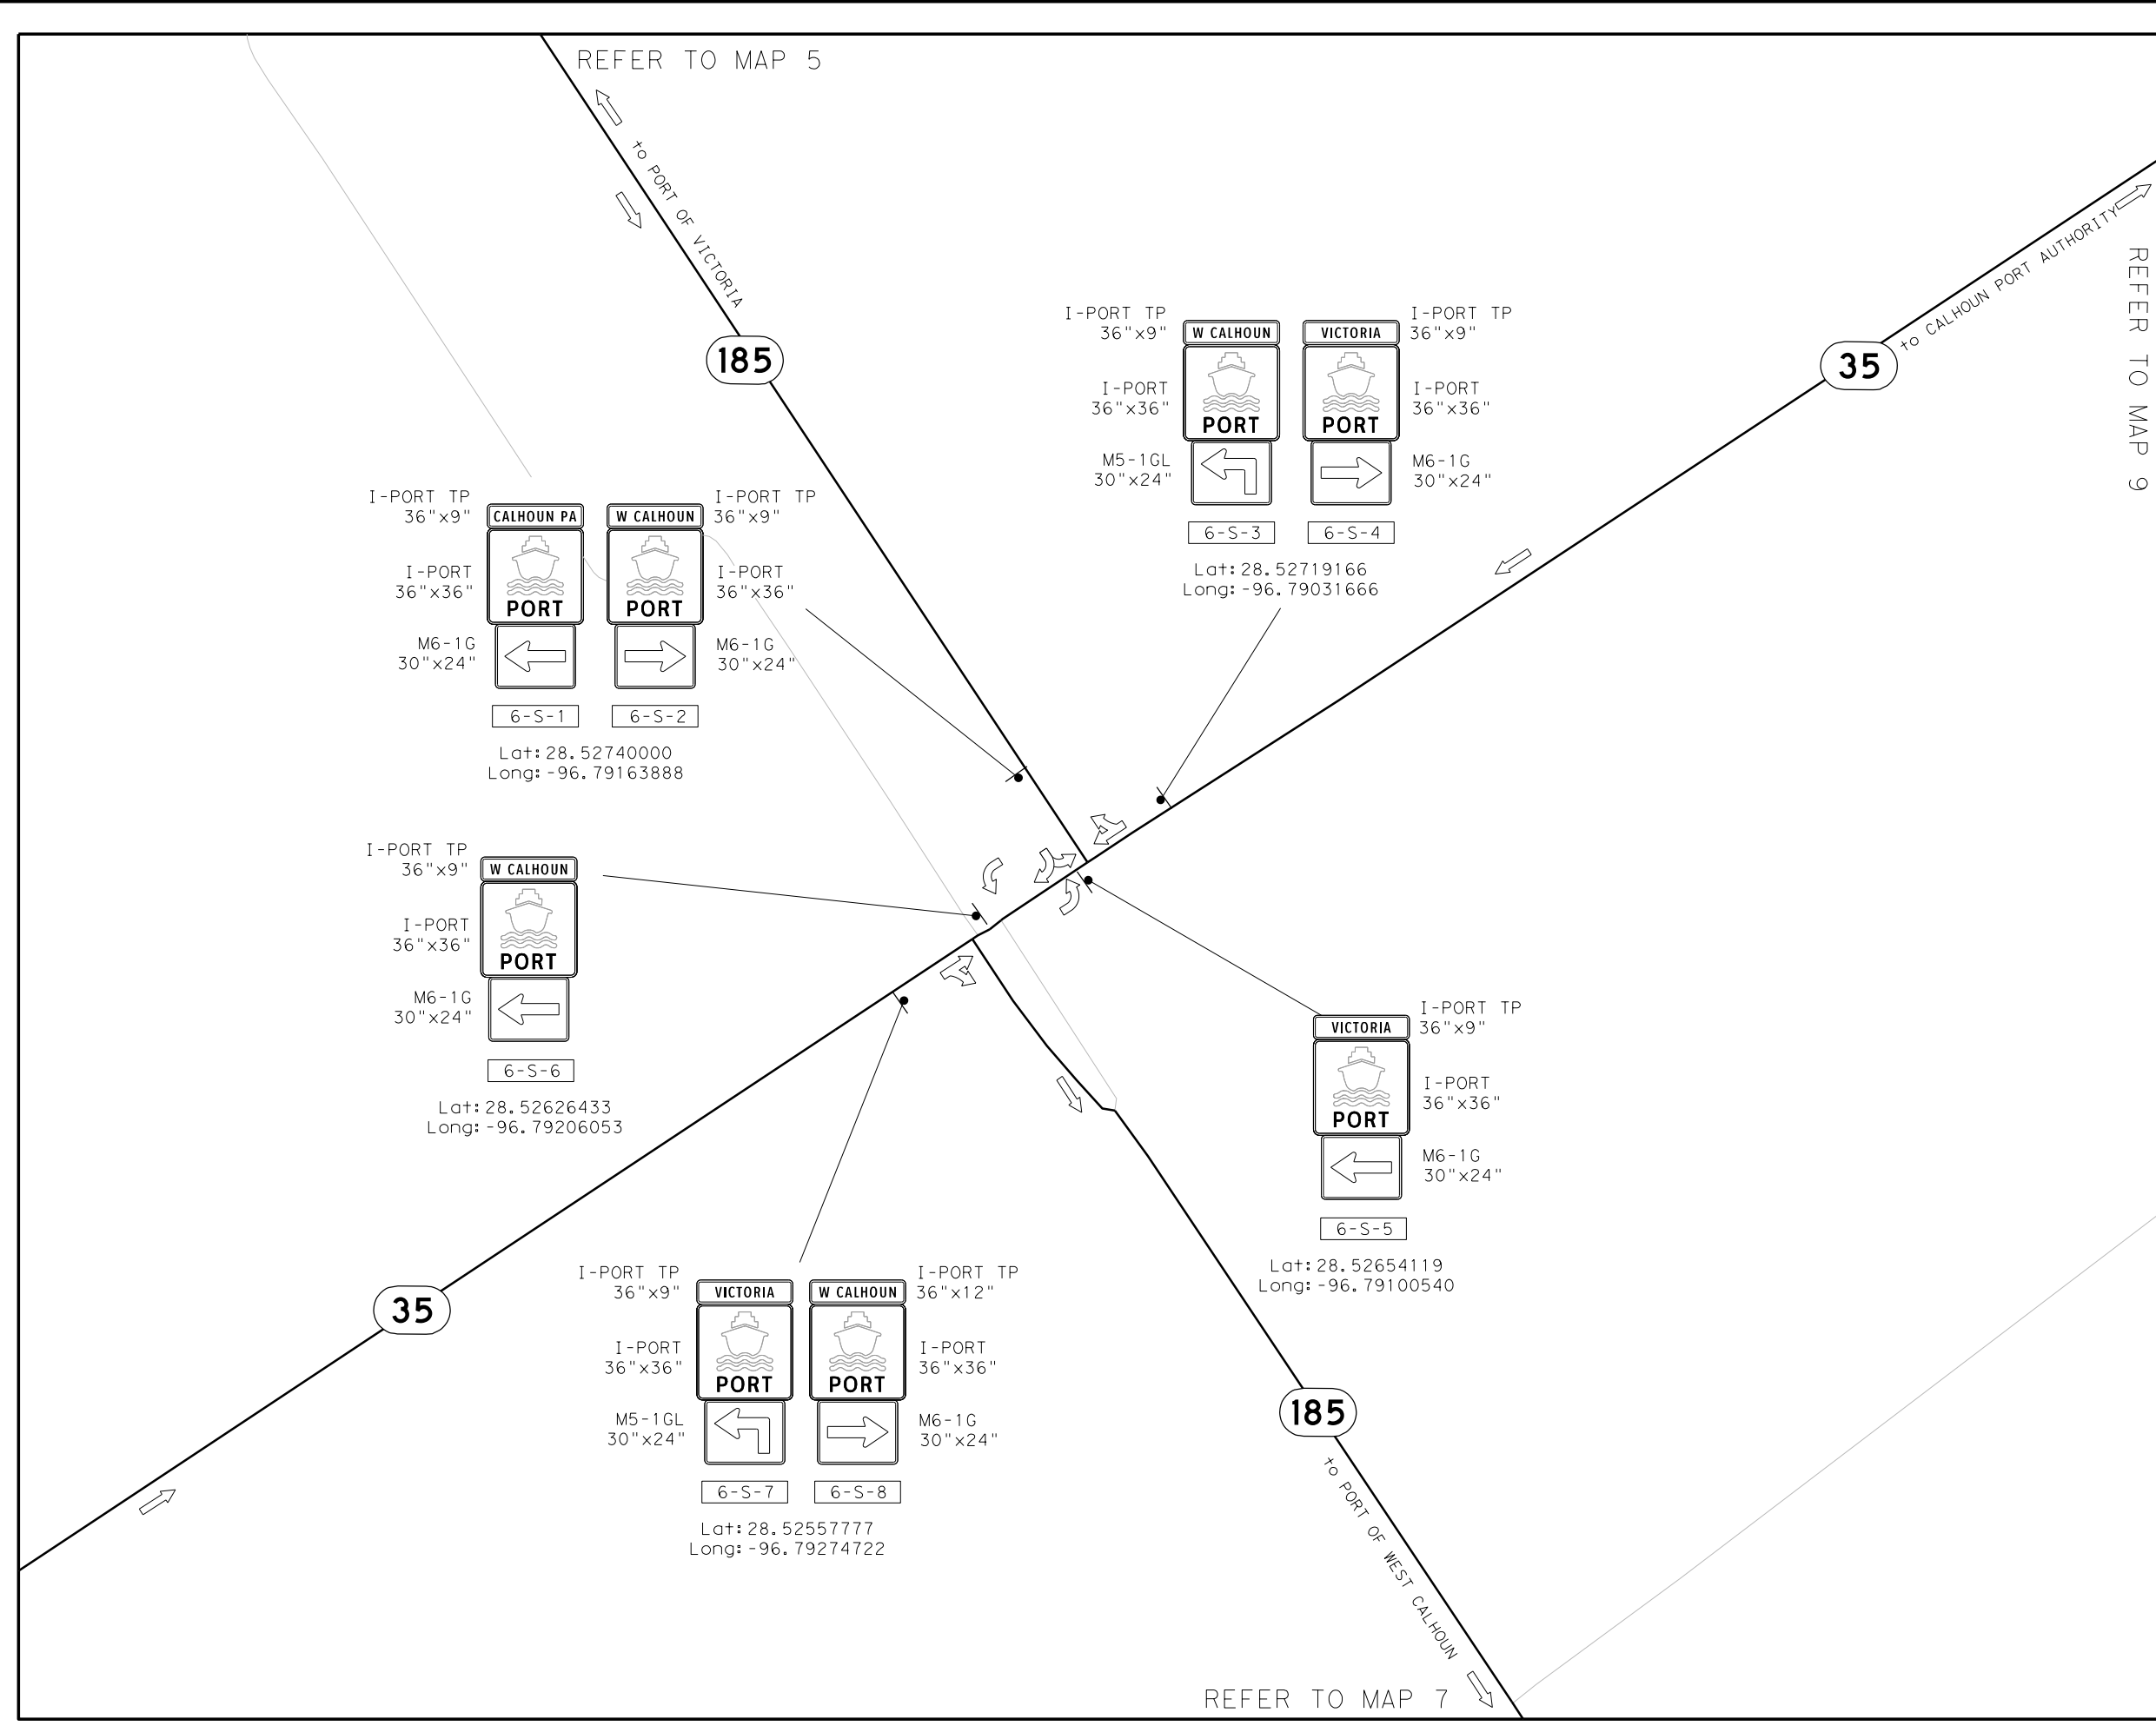 REFER TO MAP 5
to PORT OF VICTORIA
185
35
to CALHOUN PORT AUTHORITY
REFER TO MAP 9
I-PORT TP
36"x9"
W CALHOUN
VICTORIA
I-PORT TP
36"x9"
I-PORT
36"x36"
PORT
PORT
I-PORT
36"x36"
M5-1GL
30"x24"
M6-1G
30"x24"
6-S-3
6-S-4
Lat:28.52719166
Long:-96.79031666
I-PORT TP
36"x9"
CALHOUN PA
W CALHOUN
I-PORT TP
36"x9"
I-PORT
36"x36"
PORT
PORT
I-PORT
36"x36"
M6-1G
30"x24"
M6-1G
30"x24"
6-S-1
6-S-2
Lat:28.52740000
Long:-96.79163888
I-PORT TP
36"x9"
W CALHOUN
I-PORT
36"x36"
PORT
M6-1G
30"x24"
6-S-6
Lat:28.52626433
Long:-96.79206053
VICTORIA
I-PORT TP
36"x9"
PORT
I-PORT
36"x36"
M6-1G
30"x24"
6-S-5
Lat:28.52654119
Long:-96.79100540
35
I-PORT TP
36"x9"
VICTORIA
W CALHOUN
I-PORT TP
36"x12"
I-PORT
36"x36"
PORT
PORT
I-PORT
36"x36"
M5-1GL
30"x24"
M6-1G
30"x24"
6-S-7
6-S-8
Lat:28.52557777
Long:-96.79274722
185
to PORT OF WEST CALHOUN
REFER TO MAP 7